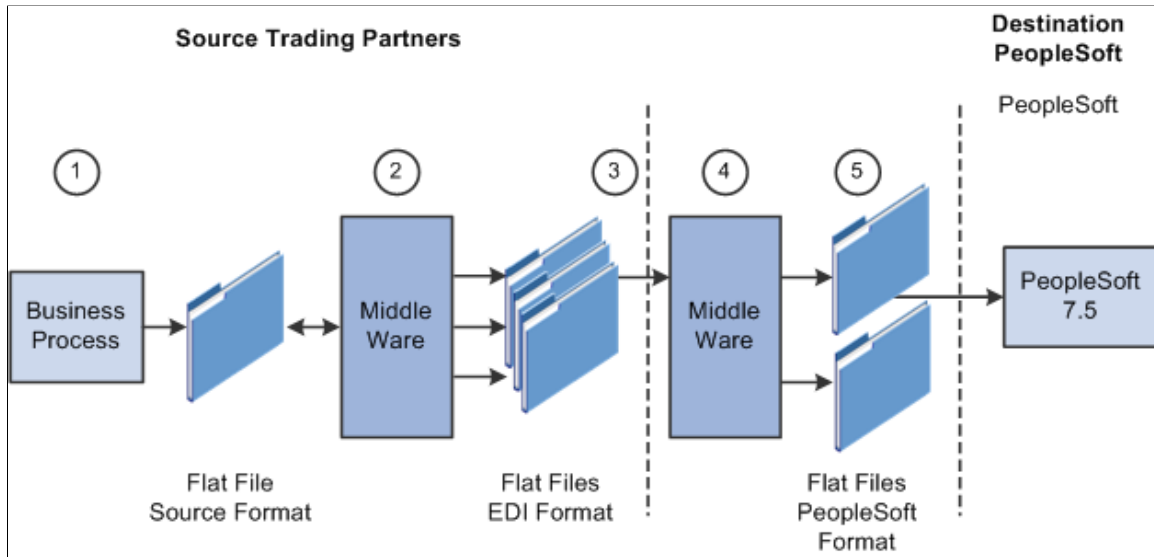 Source Trading Partners
Destination
PeopleSoft
PeopleSoft
1
2
3
4
5
Business
Process
Middle
Ware
Middle
Ware
PeopleSoft
7.5
Flat File
Source Format
Flat Files
EDI Format
Flat Files
PeopleSoft
Format